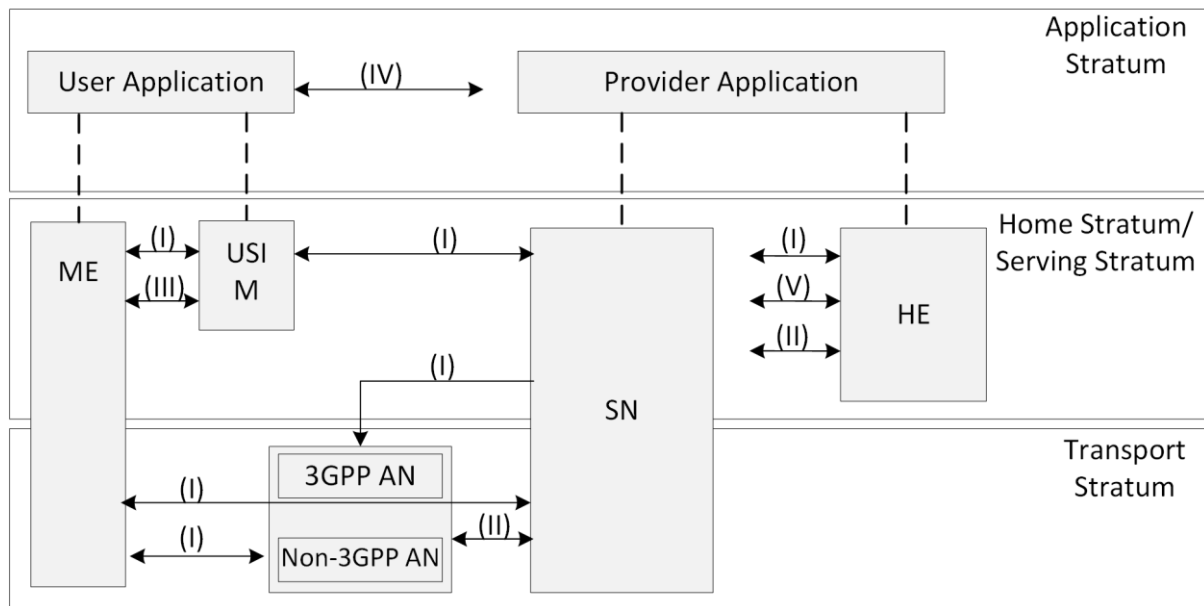 Application
Stratum
User Application
(IV)
Provider Application
Home Stratum/
Serving Stratum
ME
(I)
(III)
USI
M
(I)
(I)
SN
(I)
(V)
(II)
HE
Transport
Stratum
3GPP AN
(I)
(I)
(II)
Non-3GPP AN